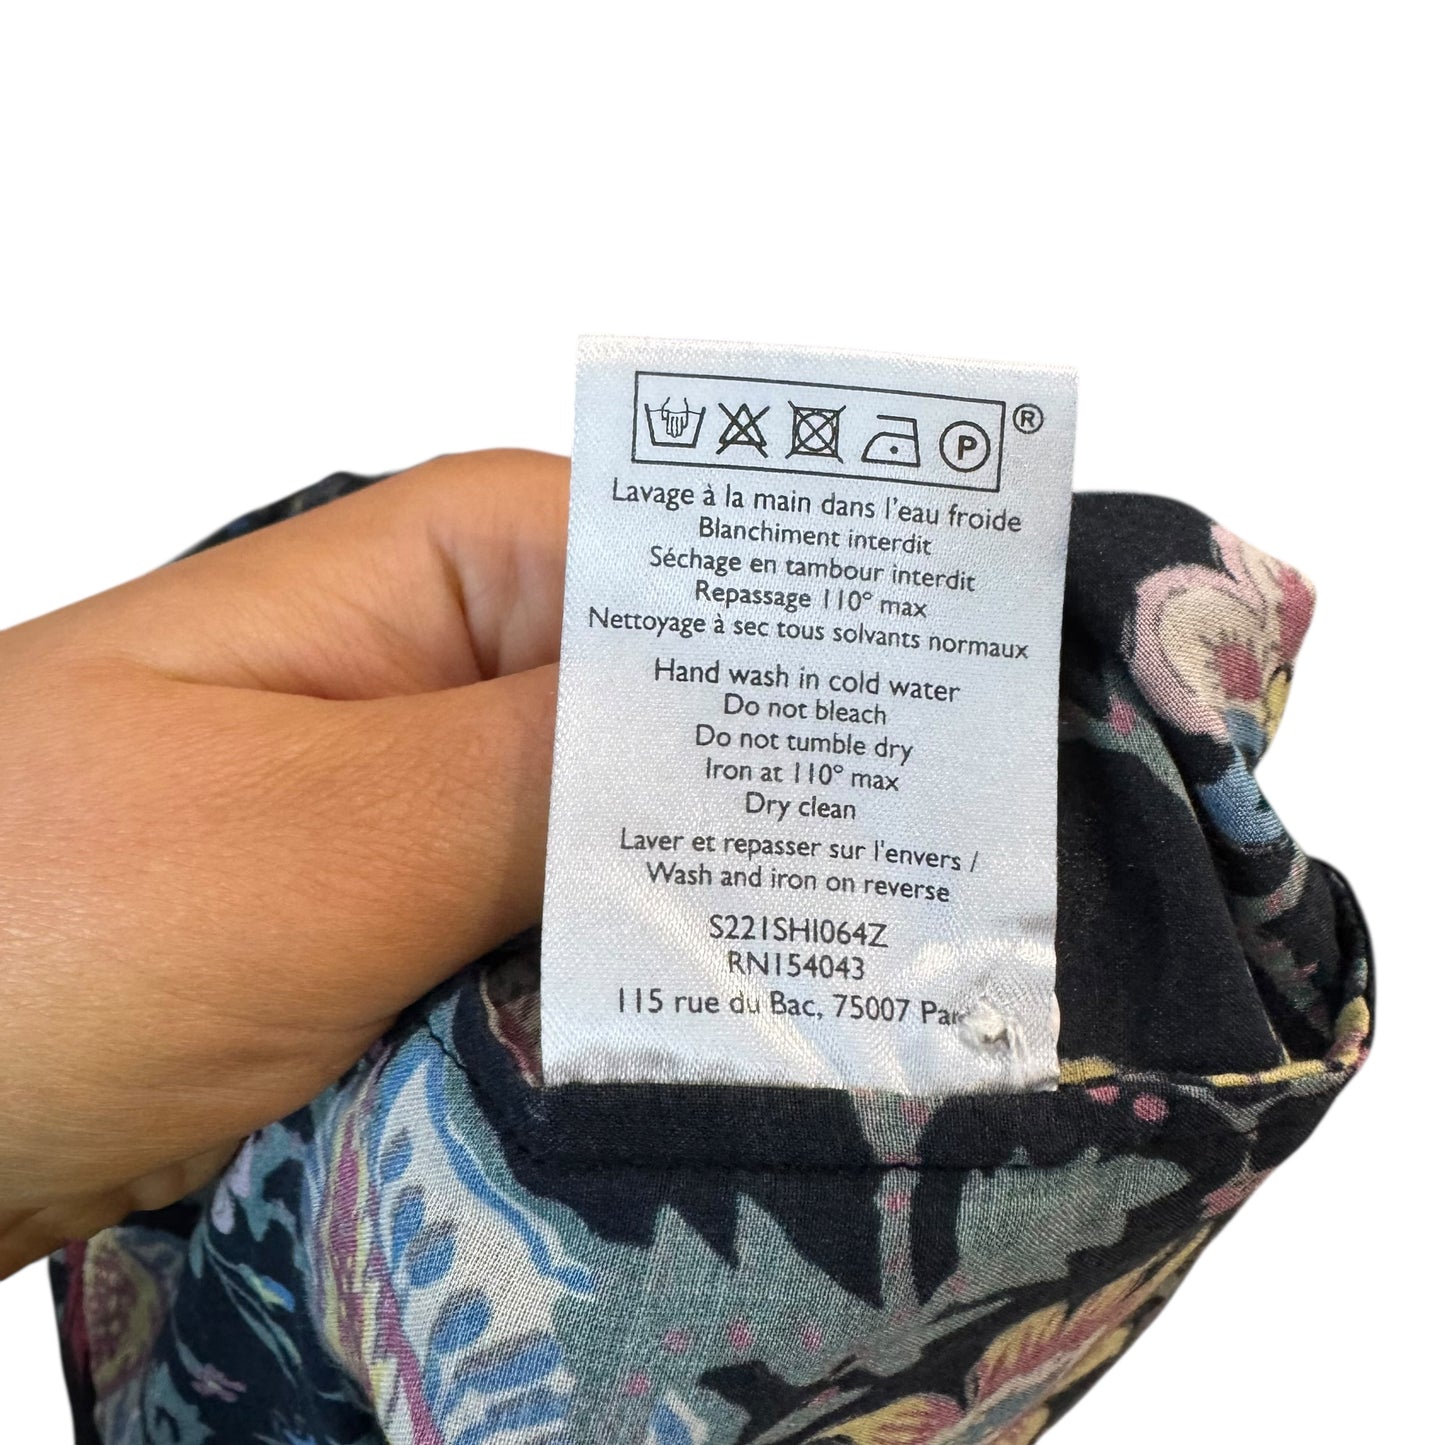 ®
P
Lavage à la main dans l'eau froide
Blanchiment interdit
Séchage en tambour interdit
Repassage 110° max
Nettoyage à sec tous solvants normaux
Hand wash in cold water
Do not bleach
Do not tumble dry
Iron at 110° max
Dry clean
Laver et repasser sur l'envers /
Wash and iron on reverse
S221SHI064Z
RN154043
115 rue du Bac, 75007